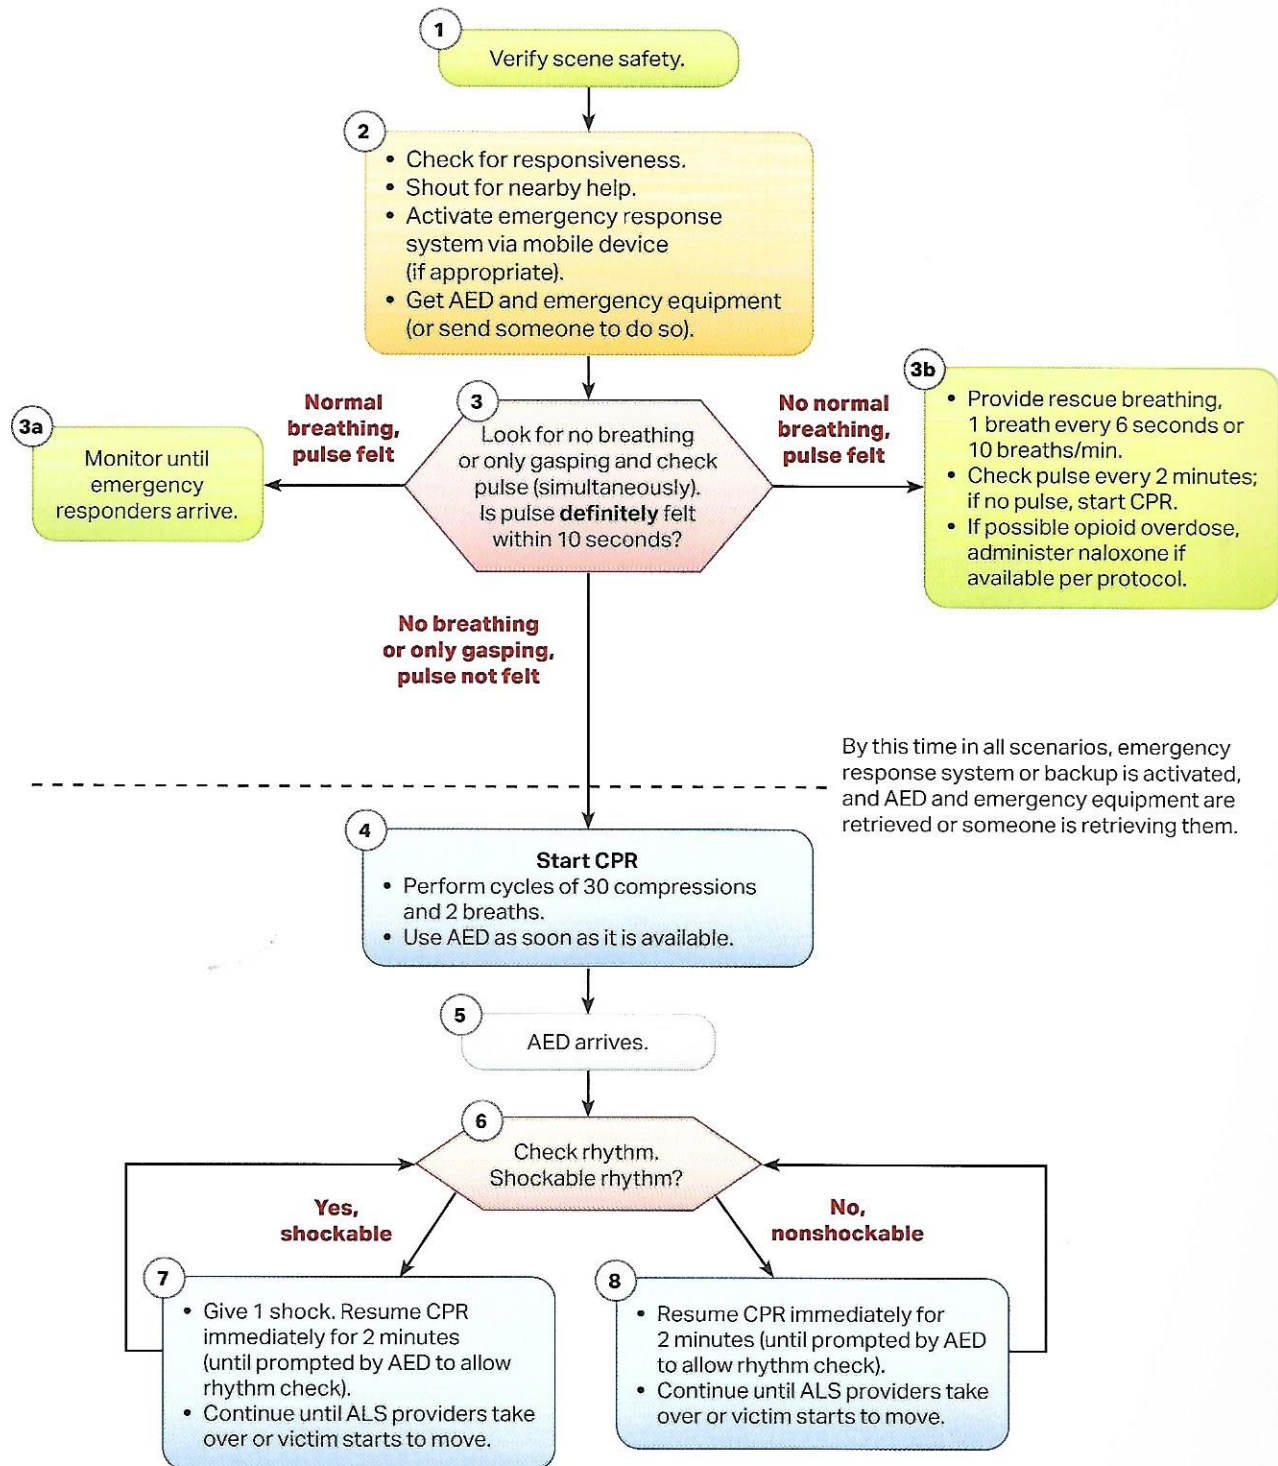 1
Verify scene safety.
2
• Check for responsiveness.
• Shout for nearby help.
• Activate emergency response
system via mobile device
(if appropriate).
• Get AED and emergency equipment
(or send someone to do so).
3a
Monitor until
emergency
responders arrive.
Normal
breathing,
pulse felt
3
Look for no breathing
or only gasping and check
pulse (simultaneously).
Is pulse definitely felt
within 10 seconds?
No normal
breathing,
pulse felt
3b
• Provide rescue breathing,
1 breath every 6 seconds or
10 breaths/min.
• Check pulse every 2 minutes;
if no pulse, start CPR.
• If possible opioid overdose,
administer naloxone if
available per protocol.
No breathing
or only gasping,
pulse not felt
By this time in all scenarios, emergency
response system or backup is activated,
and AED and emergency equipment are
retrieved or someone is retrieving them.
4
Start CPR
• Perform cycles of 30 compressions
and 2 breaths.
• Use AED as soon as it is available.
5
AED arrives.
6
Check rhythm.
Shockable rhythm?
Yes,
shockable
No,
nonshockable
7
• Give 1 shock. Resume CPR
immediately for 2 minutes
(until prompted by AED to allow
rhythm check).
• Continue until ALS providers take
over or victim starts to move.
8
• Resume CPR immediately for
2 minutes (until prompted by AED
to allow rhythm check).
• Continue until ALS providers take
over or victim starts to move.